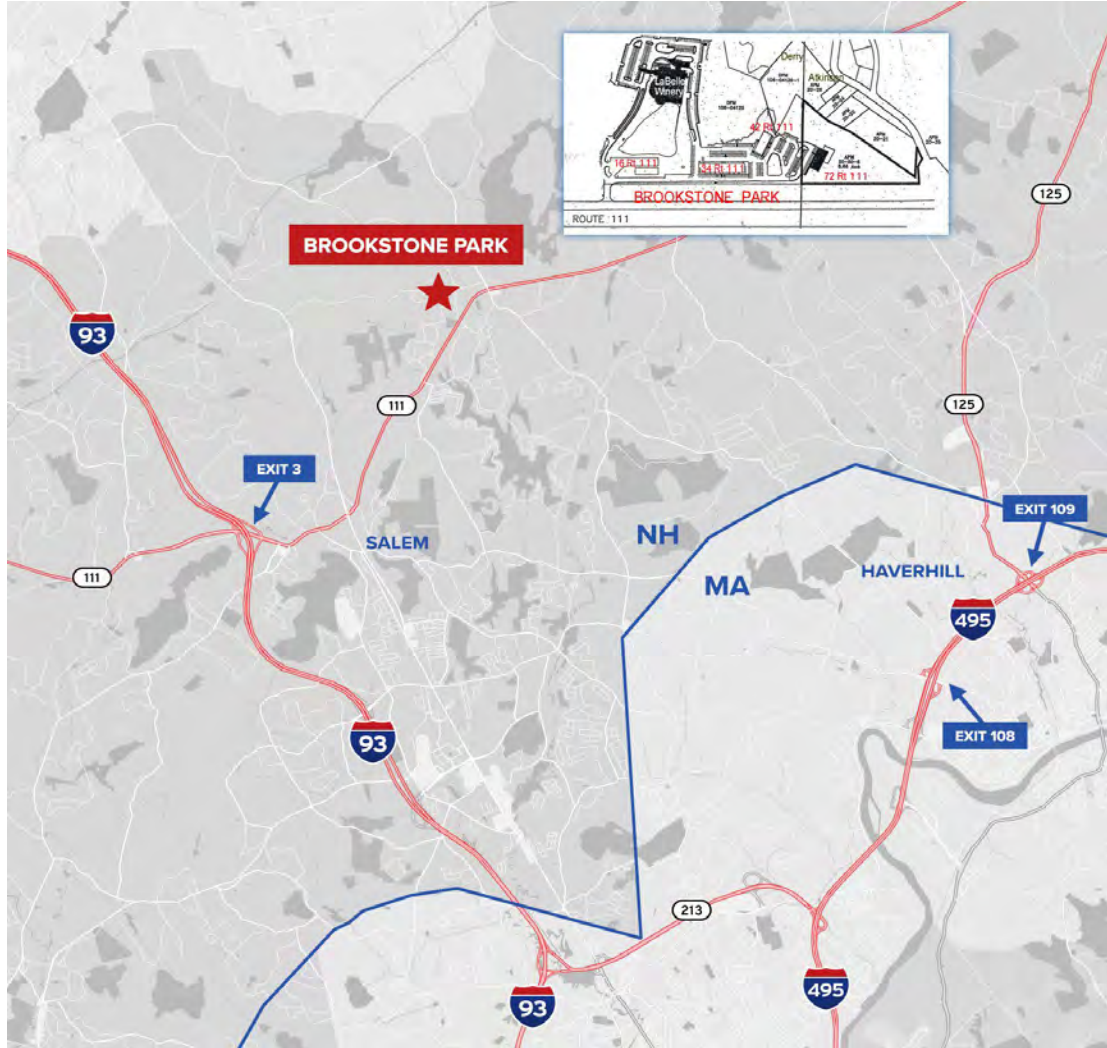 Derry
Atkinson
LaBelle
Winery
42 Rt 111
16 Rt 111
34 Rt 111
72 Rt 111
BROOKSTONE PARK
ROUTE 111
125
BROOKSTONE PARK
93
111
125
EXIT 3
EXIT 109
SALEM
NH
111
HAVERHILL
MA
495
93
EXIT 108
213
93
495